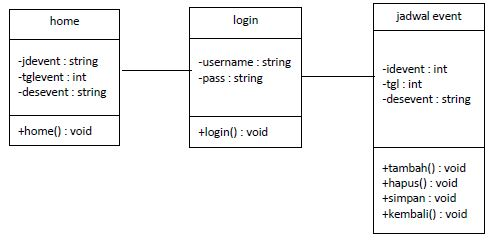 home
-jdevent : string
-tglevent : int
-desevent : string
+home() : void
login
-username : string
-pass : string
+login() : void
jadwal event
-idevent : int
-tgl : int
-desevent : string
+tambah() : void
+hapus() : void
+simpan : void
+kembali() : void